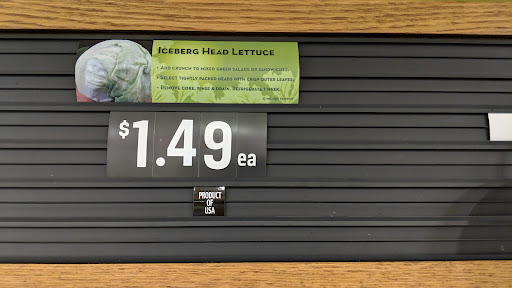 ICEBERG HEAD LETTUCE
• ADD CRUNCH TO MIXED GREEN SALADS OR SANDWICHES.
• SELECT TIGHTLY PACKED HEADS WITH CRISP OUTER LEAVES.
• REMOVE CORE, RINSE & DRAIN. REFRIGERATE 1 WEEK.
$1.49 ea
PRODUCT
OF
USA